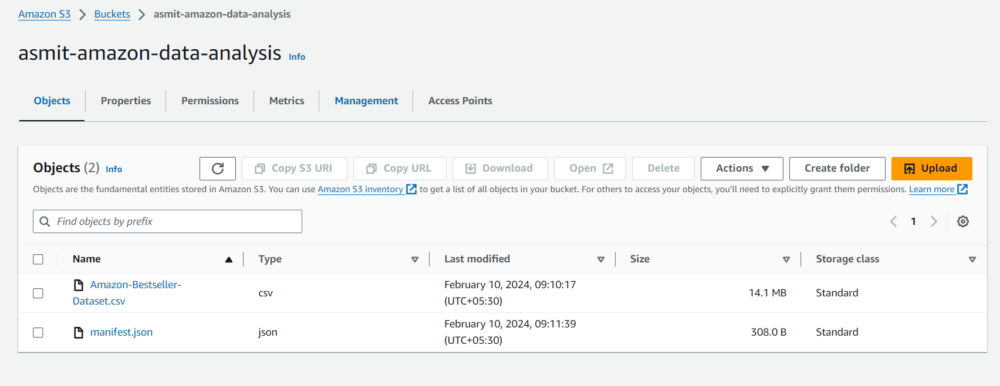 Amazon S3 > Buckets > asmit-amazon-data-analysis
asmit-amazon-data-analysis Info
Objects Properties Permissions Metrics Management Access Points
Objects (2) Info Copy S3 URI Copy URL Download Open Delete Actions Create folder Upload
Objects are the fundamental entities stored in Amazon S3. You can use Amazon S3 inventory to get a list of all objects in your bucket. For others to access your objects, you'll need to explicitly grant them permissions. Learn more
Find objects by prefix 1
Name Type Last modified Size Storage class
Amazon-Bestseller-
Dataset.csv
csv
February 10, 2024, 09:10:17
(UTC+05:30)
14.1 MB
Standard
manifest.json
json
February 10, 2024, 09:11:39
(UTC+05:30)
308.0 B
Standard